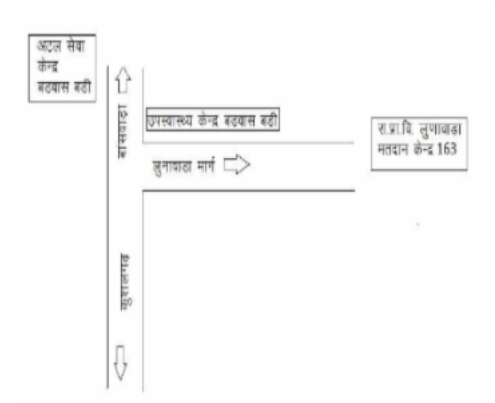 अटल सेवा
केन्द्र
बडवास बडी
बांसवाढ़ा
उपस्वास्थ्य केन्द्र बडवास बडी
रा.प्रा.वि. लुणावाडा
मतदान केन्द्र 163
लुनावाडा मार्ग
कुशलगढ